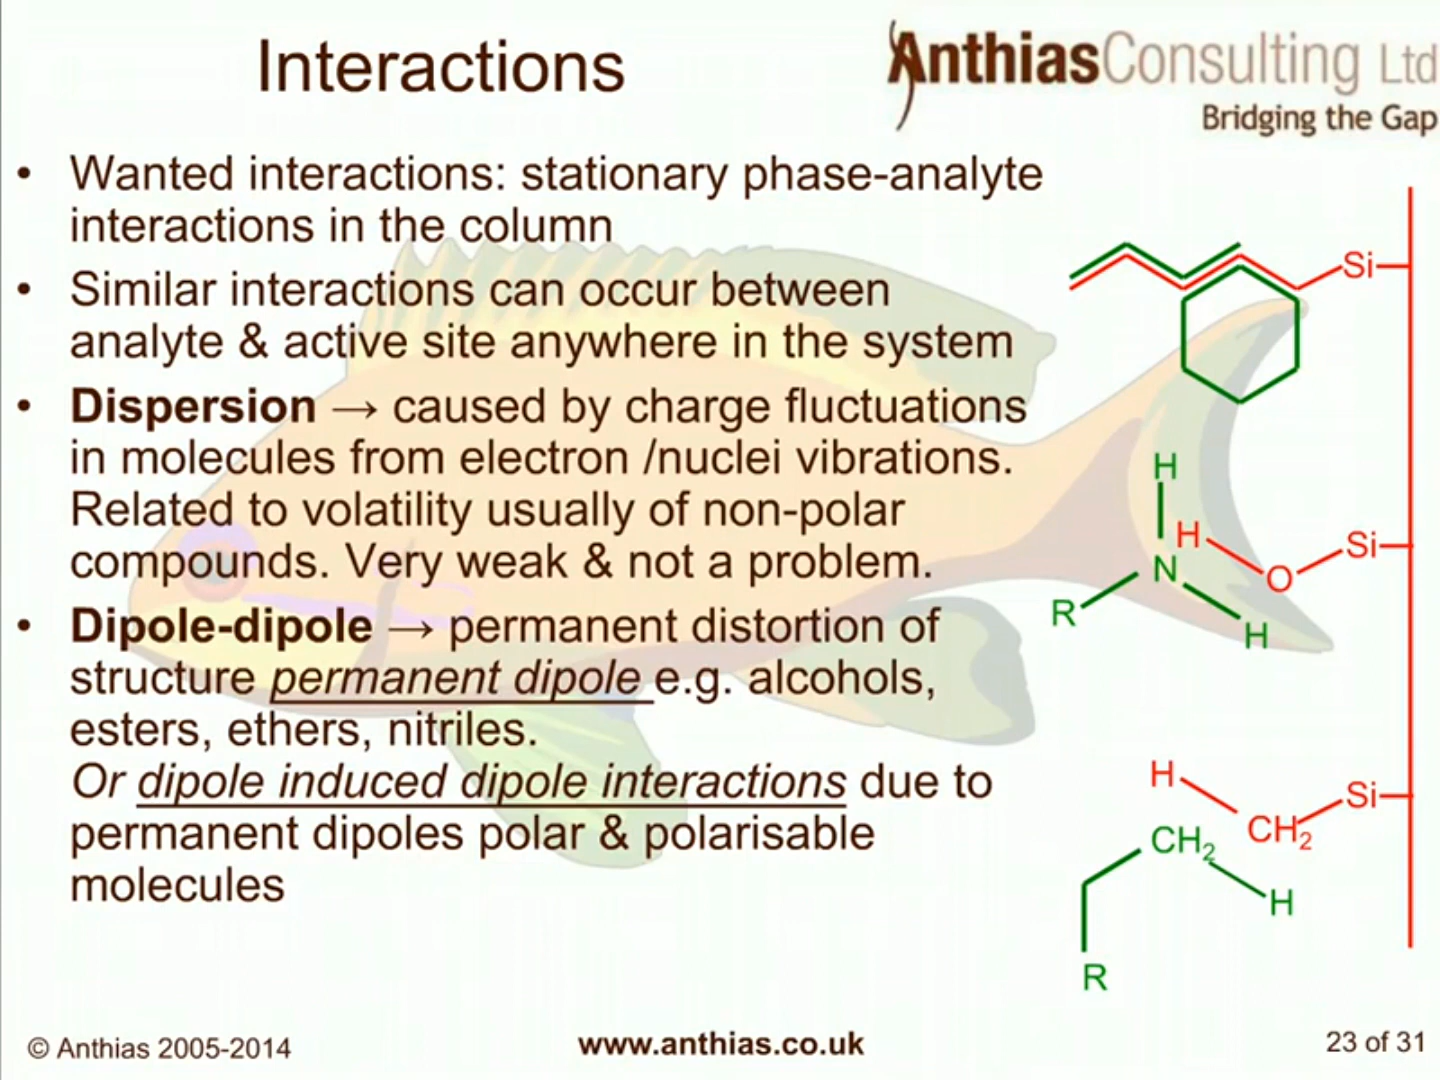 Interactions
AnthiasConsulting Ltd
Bridging the Gap
• Wanted interactions: stationary phase-analyte
interactions in the column
• Similar interactions can occur between
analyte & active site anywhere in the system
• Dispersion → caused by charge fluctuations
in molecules from electron /nuclei vibrations.
Related to volatility usually of non-polar
compounds. Very weak & not a problem.
• Dipole-dipole → permanent distortion of
structure permanent dipole e.g. alcohols,
esters, ethers, nitriles.
Or dipole induced dipole interactions due to
permanent dipoles polar & polarisable
molecules
Si
H
H
Si
N
O
R
H
H
Si
CH₂
CH₂
H
R
© Anthias 2005-2014
www.anthias.co.uk
23 of 31